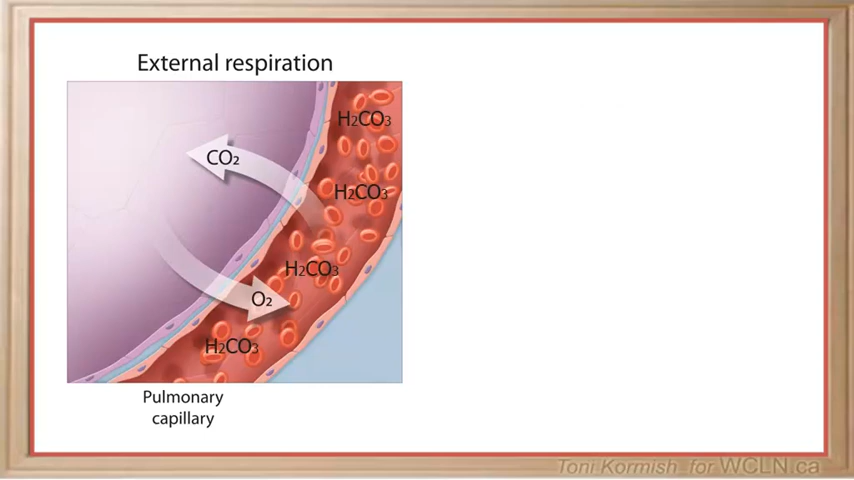 External respiration
H₂CO₃
CO₂
H₂CO₃
H₂CO₃
O₂
H₂CO₃
Pulmonary
capillary
Toni Kormish for WCLN.ca